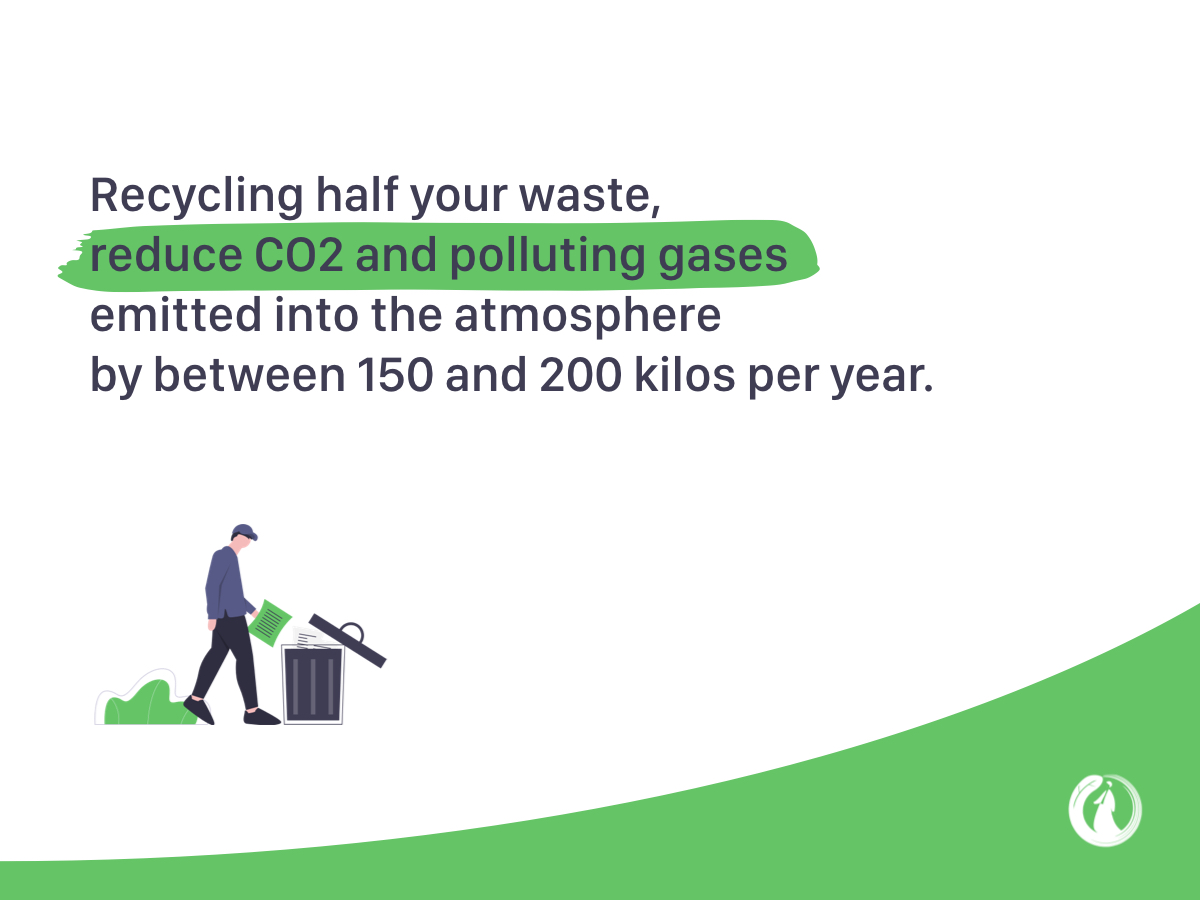 Recycling half your waste,
reduce CO2 and polluting gases
emitted into the atmosphere
by between 150 and 200 kilos per year.